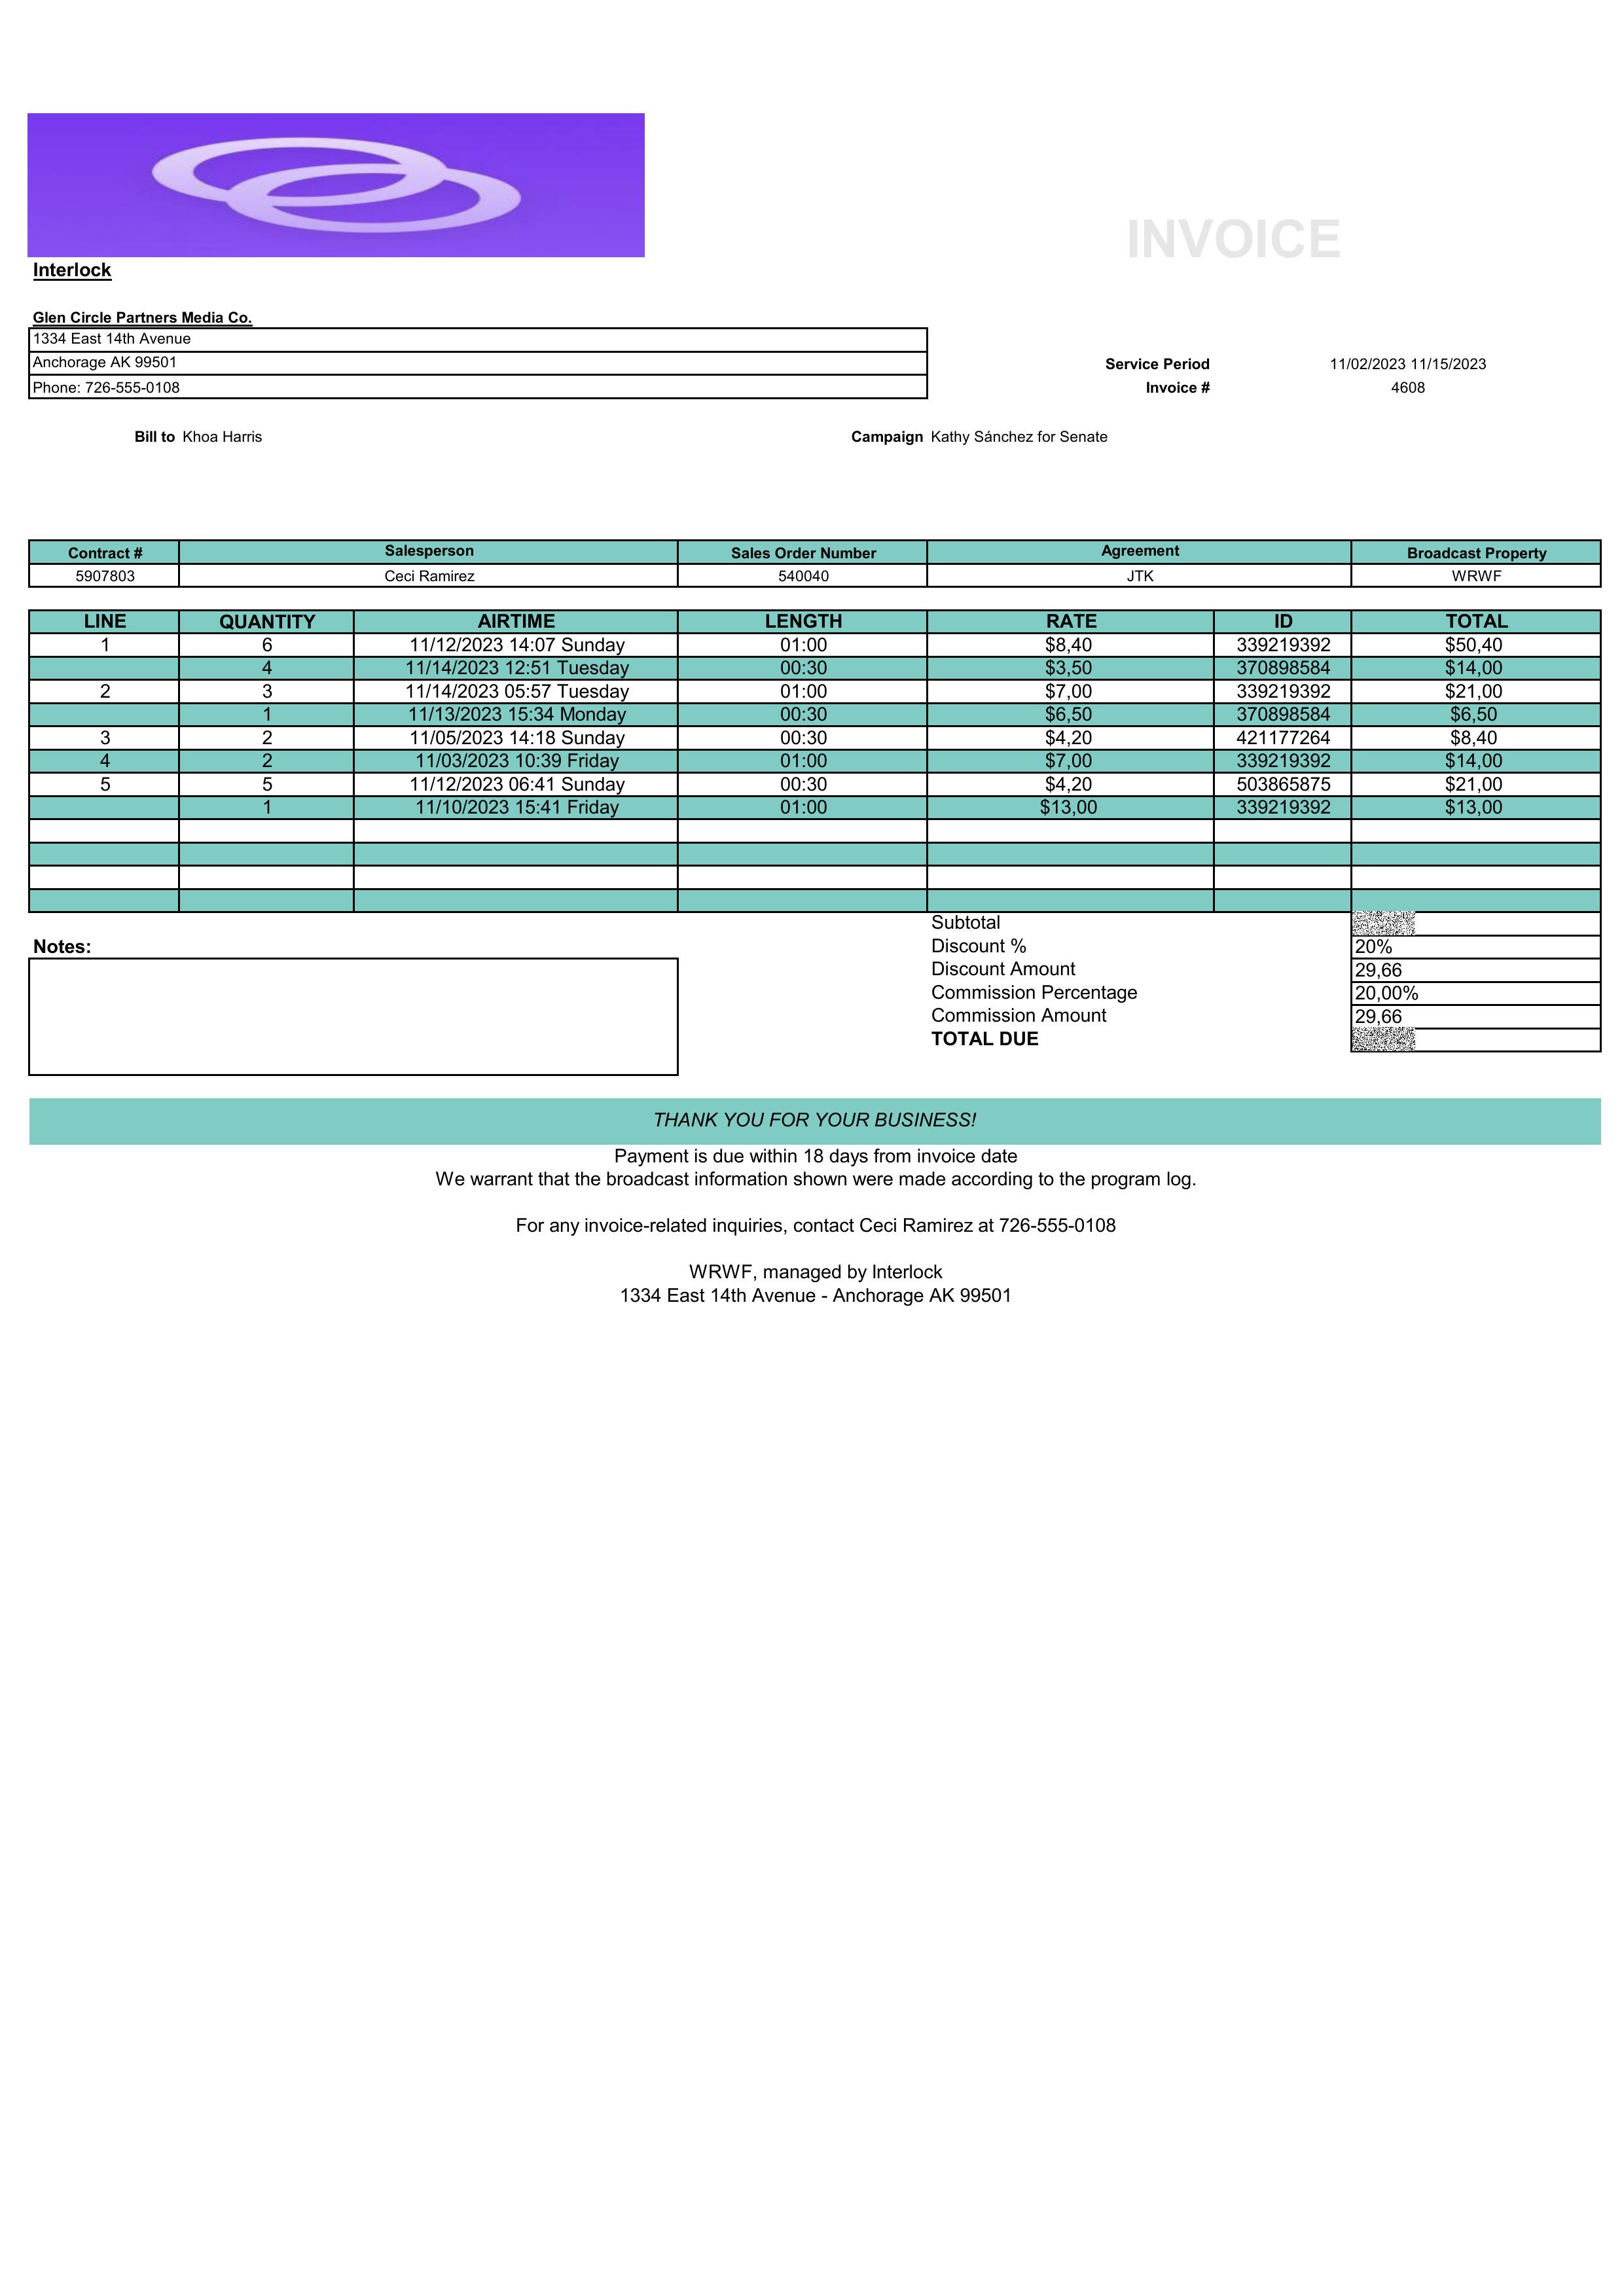 INVOICE
Interlock
Glen Circle Partners Media Co.
1334 East 14th Avenue
Anchorage AK 99501
Service Period 11/02/2023 11/15/2023
Phone: 726-555-0108
Invoice # 4608
Bill to Khoa Harris
Campaign Kathy Sánchez for Senate
Contract # Salesperson Sales Order Number Agreement Broadcast Property
5907803 Ceci Ramirez 540040 JTK WRWF
LINE QUANTITY AIRTIME LENGTH RATE ID TOTAL
1 6 11/12/2023 14:07 Sunday 01:00 $8,40 339219392 $50,40
4 11/14/2023 12:51 Tuesday 00:30 $3,50 370898584 $14,00
2 3 11/14/2023 05:57 Tuesday 01:00 $7,00 339219392 $21,00
1 11/13/2023 15:34 Monday 00:30 $6,50 370898584 $6,50
3 2 11/05/2023 14:18 Sunday 00:30 $4,20 421177264 $8,40
4 2 11/03/2023 10:39 Friday 01:00 $7,00 339219392 $14,00
5 5 11/12/2023 06:41 Sunday 00:30 $4,20 503865875 $21,00
1 11/10/2023 15:41 Friday 01:00 $13,00 339219392 $13,00
Subtotal
Notes:
Discount % 20%
Discount Amount 29,66
Commission Percentage 20,00%
Commission Amount 29,66
TOTAL DUE
THANK YOU FOR YOUR BUSINESS!
Payment is due within 18 days from invoice date
We warrant that the broadcast information shown were made according to the program log.
For any invoice-related inquiries, contact Ceci Ramirez at 726-555-0108
WRWF, managed by Interlock
1334 East 14th Avenue - Anchorage AK 99501